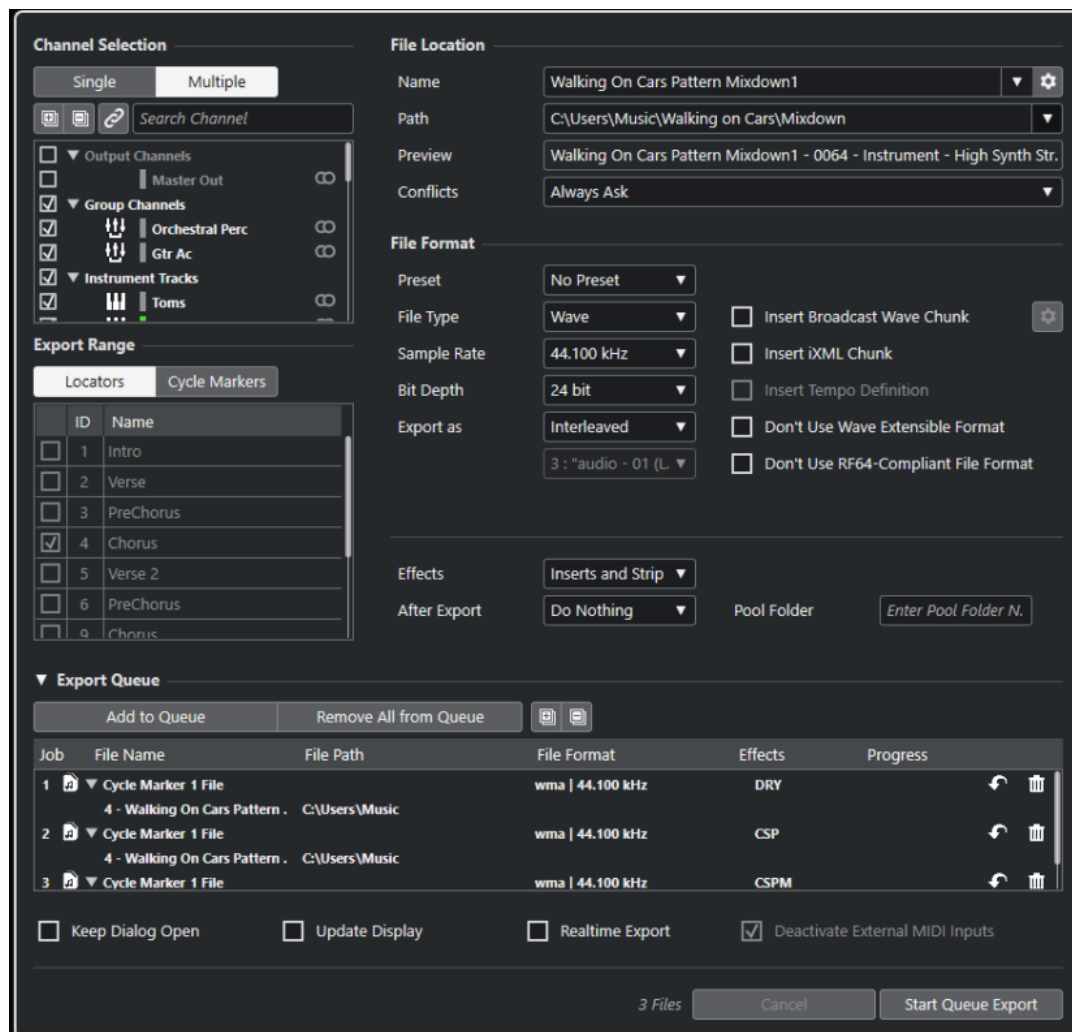 Channel Selection
Single Multiple
Search Channel
Output Channels
Master Out
Group Channels
Orchestral Perc
Gtr Ac
Instrument Tracks
Toms
Export Range
Locators Cycle Markers
ID Name
1 Intro
2 Verse
3 PreChorus
4 Chorus
5 Verse 2
6 PreChorus
9 Chorus
File Location
Name Walking On Cars Pattern Mixdown1
Path C:\Users\Music\Walking on Cars\Mixdown
Preview Walking On Cars Pattern Mixdown1 - 0064 - Instrument - High Synth Str.
Conflicts Always Ask
File Format
Preset No Preset
File Type Wave Insert Broadcast Wave Chunk
Sample Rate 44.100 kHz Insert iXML Chunk
Bit Depth 24 bit Insert Tempo Definition
Export as Interleaved Don't Use Wave Extensible Format
3 : "audio - 01 (L. Don't Use RF64-Compliant File Format
Effects Inserts and Strip
After Export Do Nothing Pool Folder Enter Pool Folder N.
Export Queue
Add to Queue Remove All from Queue
Job File Name File Path File Format Effects Progress
1 Cycle Marker 1 File wma | 44.100 kHz DRY
4 - Walking On Cars Pattern . C:\Users\Music
2 Cycle Marker 1 File wma | 44.100 kHz CSP
4 - Walking On Cars Pattern . C:\Users\Music
3 Cycle Marker 1 File wma | 44.100 kHz CSPM
Keep Dialog Open Update Display Realtime Export Deactivate External MIDI Inputs
3 Files Cancel Start Queue Export